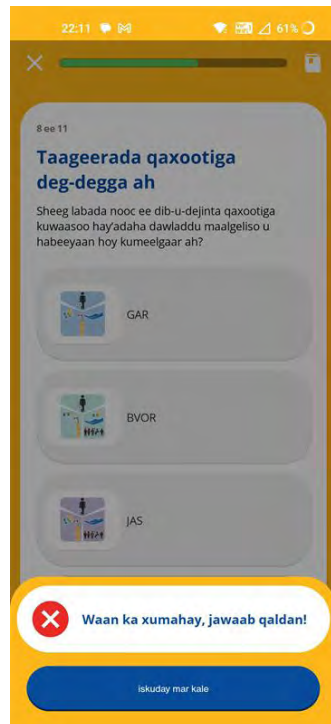 22:11
61%
8 ee 11
Taageerada qaxootiga
deg-degga ah
Sheeg labada nooc ee dib-u-dejinta qaxootiga
kuwaasoo hay'adaha dawladdu maalgeliso u
habeeyaan hoy kumeelgaar ah?
GAR
BVOR
JAS
Waan ka xumahay, jawaab qaldan!
iskuday mar kale